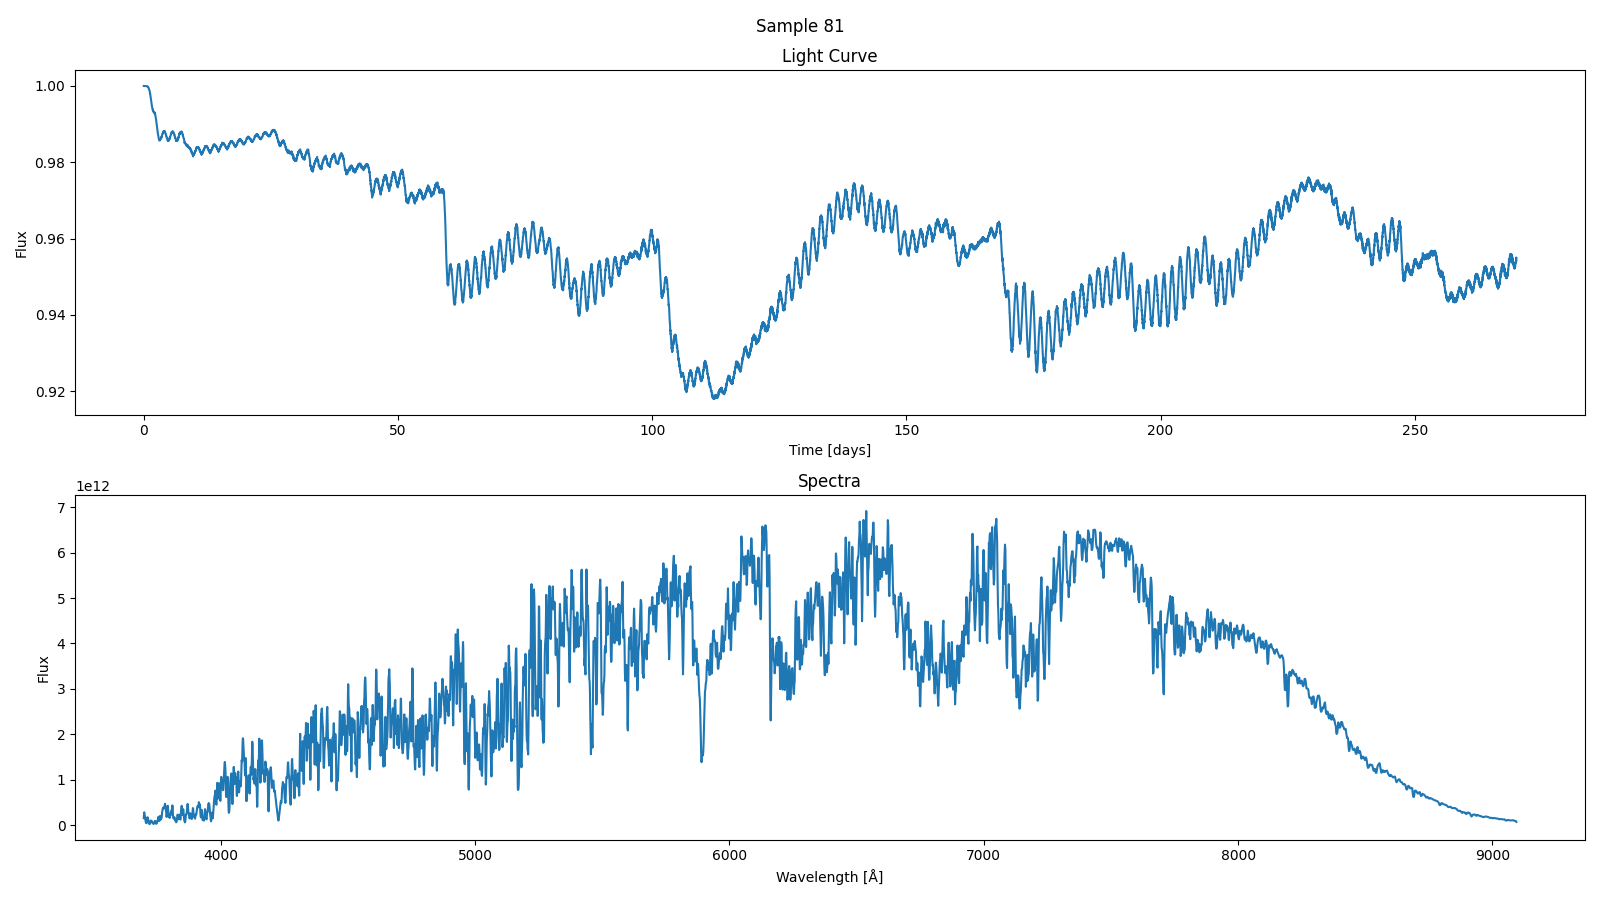 Sample 81
Light Curve
1.00
0.98
0.96
0.94
0.92
Flux
0 50 100 150 200 250
Time [days]
Spectra
1e12
7
6
5
4
3
2
1
0
Flux
4000 5000 6000 7000 8000 9000
Wavelength [Å]